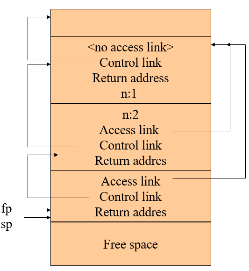 <no access link>
Control link
Return address
n:1
n:2
Access link
Control link
Return addres
Access link
Control link
fp
Return addres
sp
Free space